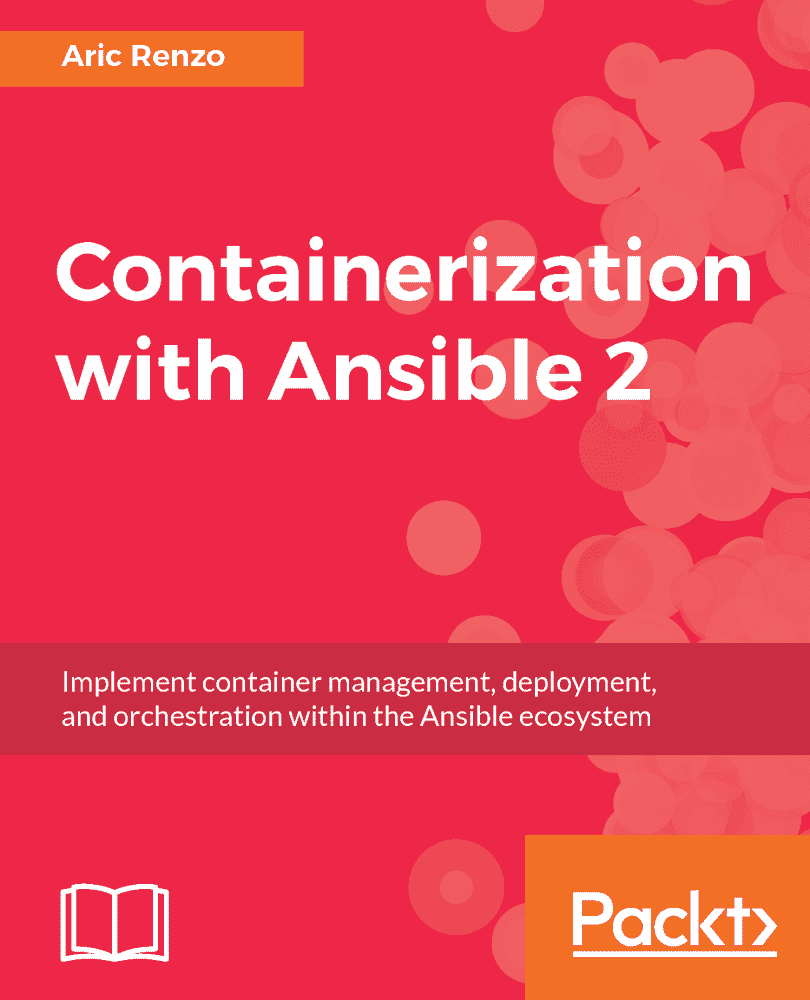 Aric Renzo
Containerization
with Ansible 2
Implement container management, deployment,
and orchestration within the Ansible ecosystem
Packt>